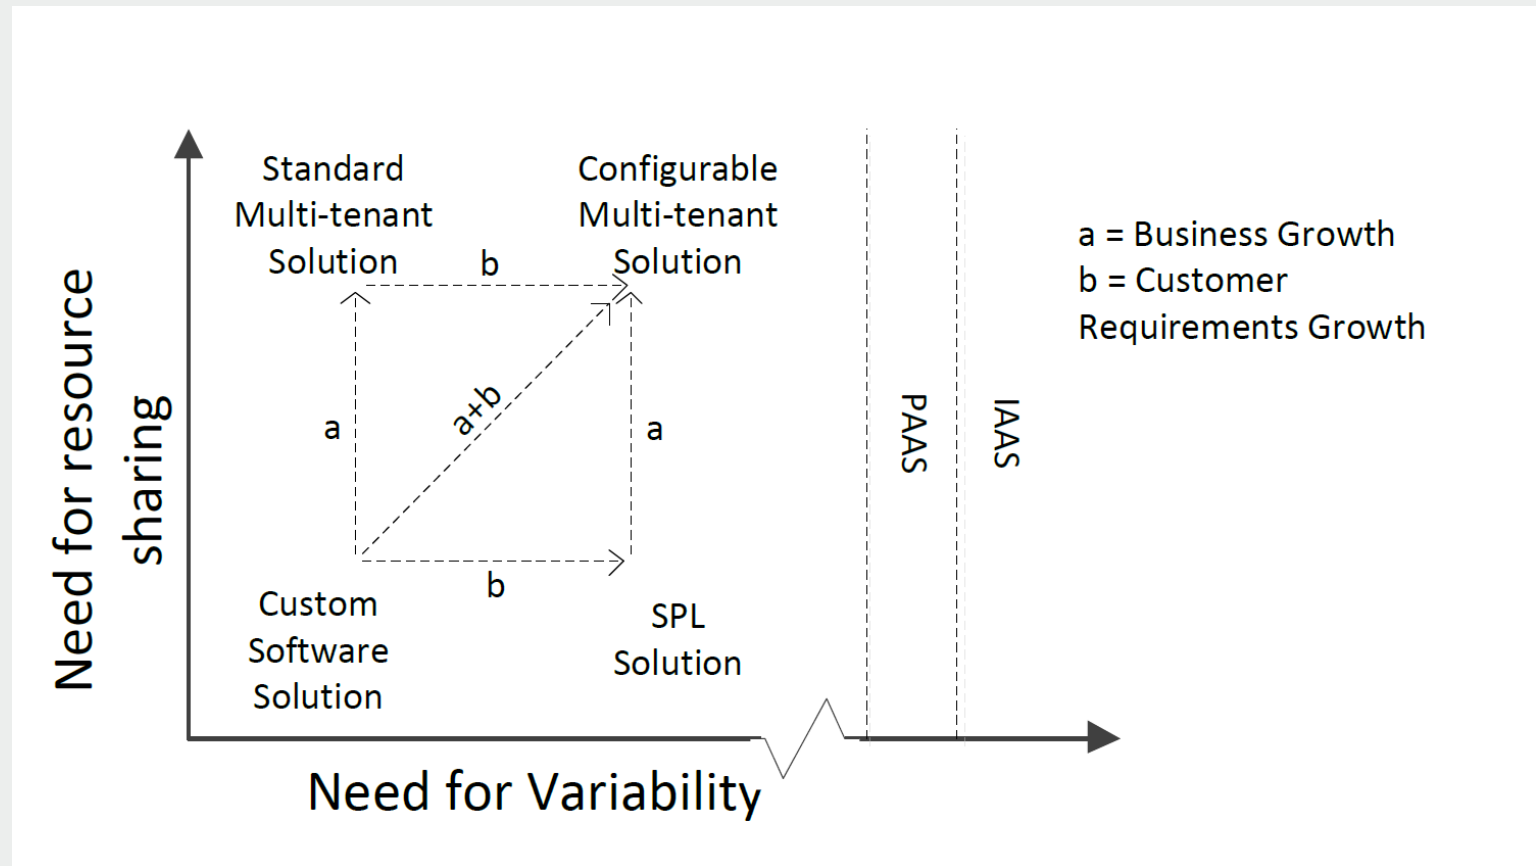 Need for resource
sharing
Standard
Multi-tenant
Solution
Configurable
Multi-tenant
Solution
b
a
a+b
a
b
Custom
Software
Solution
SPL
Solution
PAAS
IAAS
a = Business Growth
b = Customer
Requirements Growth
Need for Variability